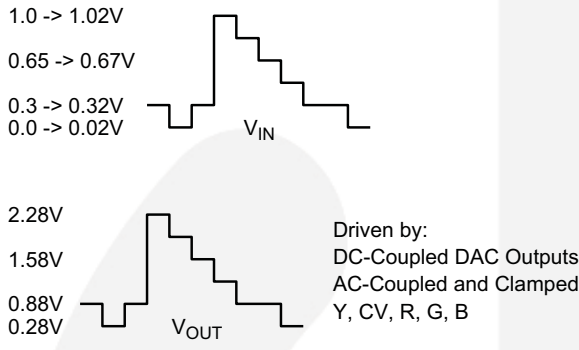 1.0 -> 1.02V
0.65 -> 0.67V
0.3 -> 0.32V
0.0 -> 0.02V
VIN
2.28V
1.58V
0.88V
0.28V
VOUT
Driven by:
DC-Coupled DAC Outputs
AC-Coupled and Clamped
Y, CV, R, G, B